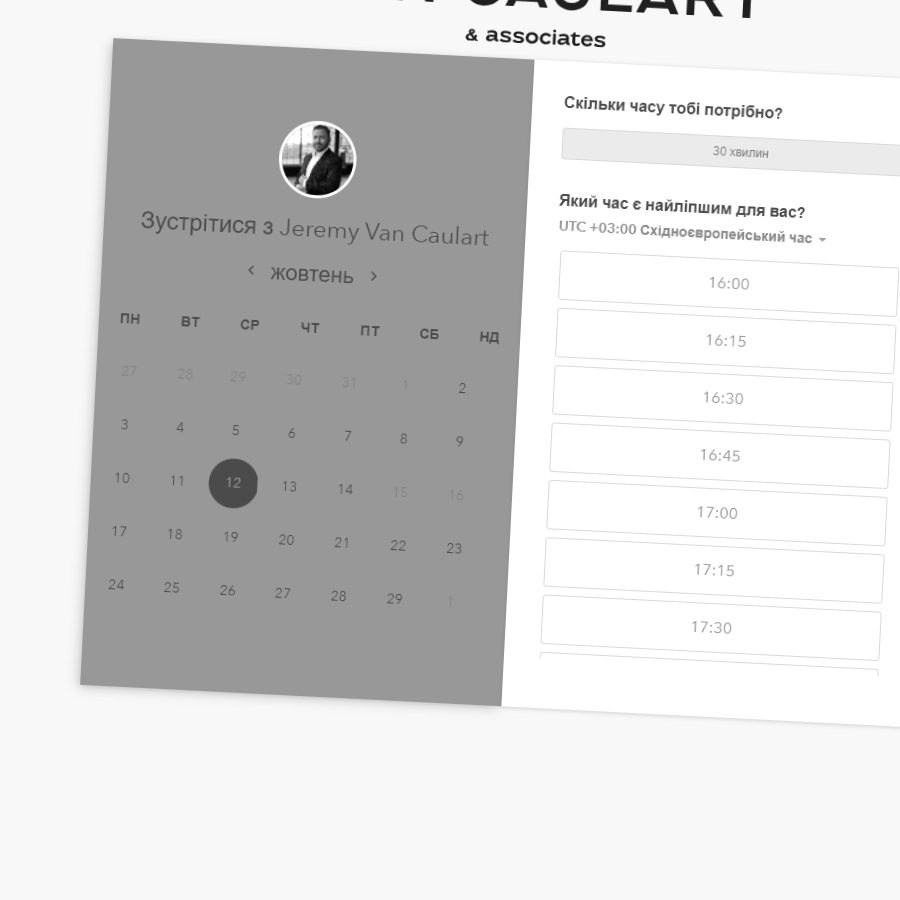 CAULART
& associates
Зустрітися з Jeremy Van Caulart
жовтень
ПН ВТ СР ЧТ ПТ СБ НД
27 28 29 30 31 1 2
3 4 5 6 7 8 9
10 11 12 13 14 15 16
17 18 19 20 21 22 23
24 25 26 27 28 29 1
Скільки часу тобі потрібно?
30 хвилин
Який час є найліпшим для вас?
UTC +03:00 Східноєвропейський час
16:00
16:15
16:30
16:45
17:00
17:15
17:30